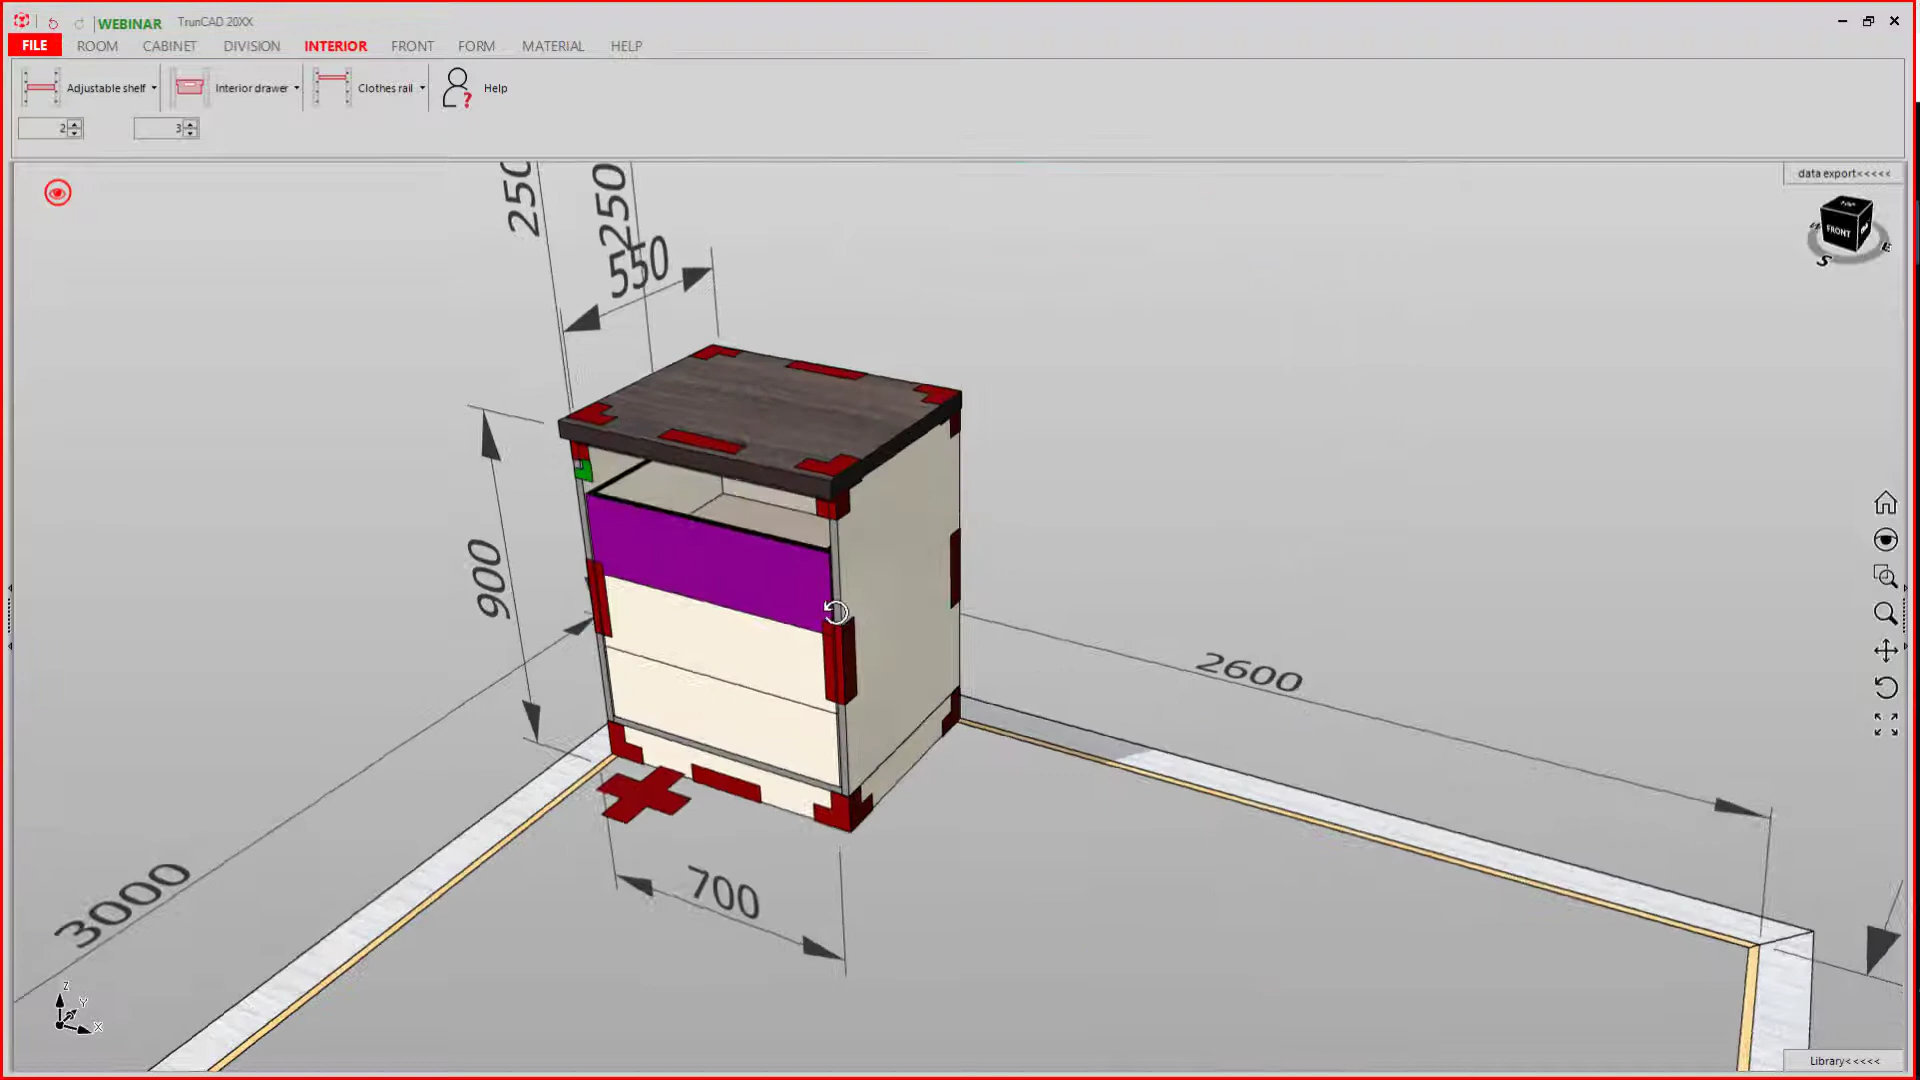 WEBINAR TrunCAD 20XX
FILE ROOM CABINET DIVISION INTERIOR FRONT FORM MATERIAL HELP
Adjustable shelf Interior drawer Clothes rail ? Help
2 3
data export<<<<<
TOP
FRONT
S E
250 250
550
900
2600
3000
700
Z
Y
X
Library<<<<<